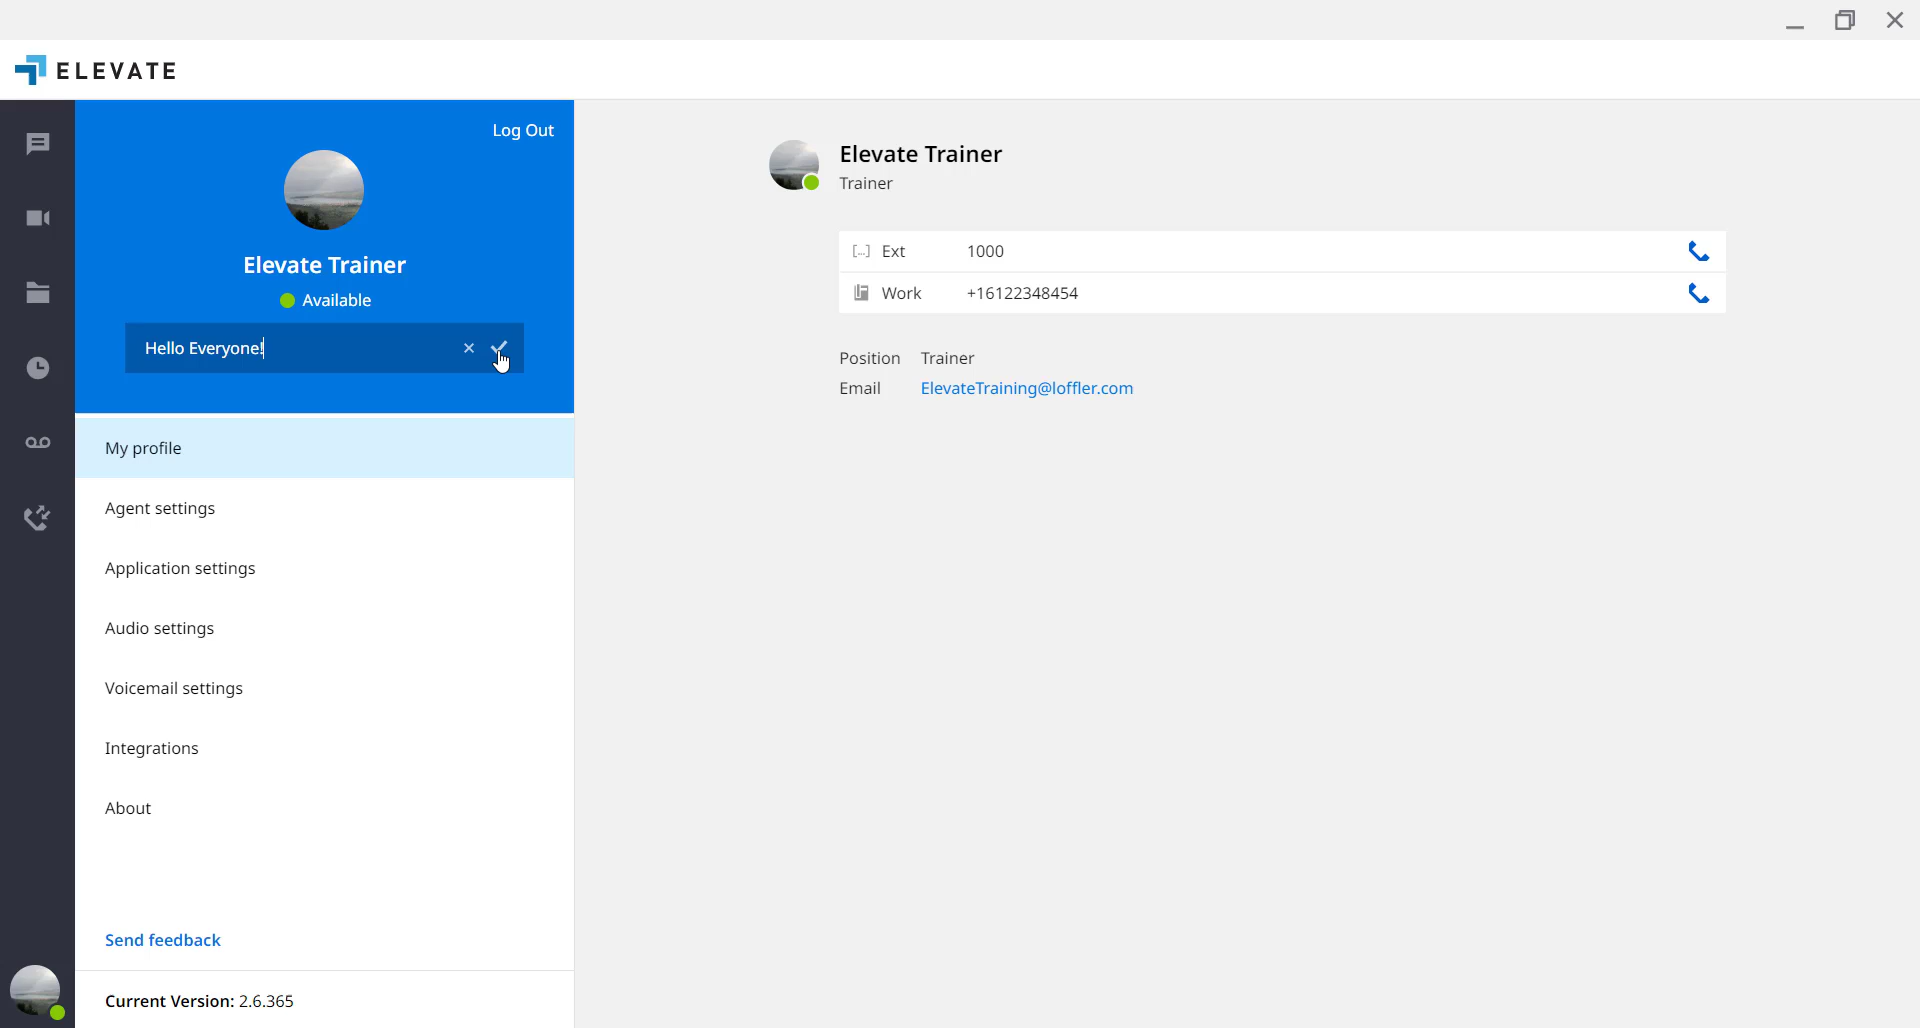 ELEVATE
Log Out
Elevate Trainer
Available
Hello Everyone!
My profile
Agent settings
Application settings
Audio settings
Voicemail settings
Integrations
About
Send feedback
Current Version: 2.6.365
Elevate Trainer
Trainer
Ext 1000
Work +16122348454
Position Trainer
Email ElevateTraining@loffler.com